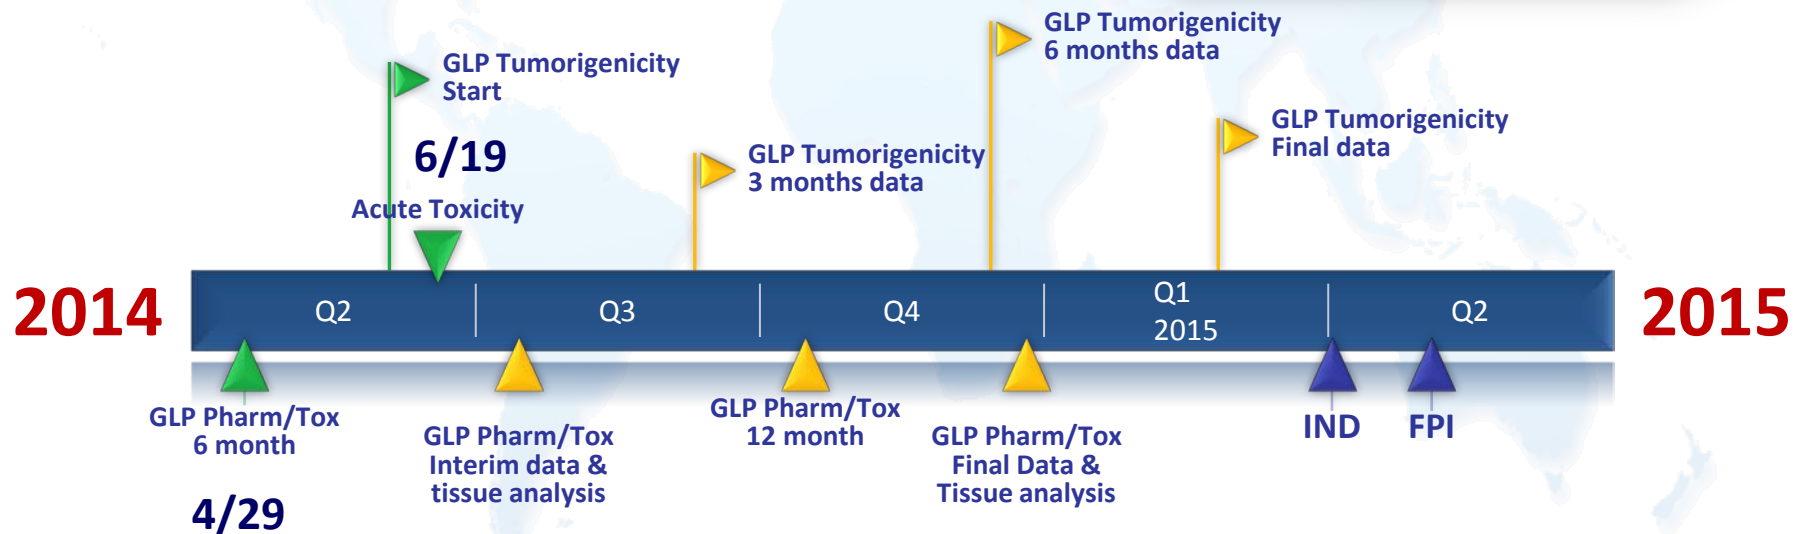 GLP Tumorigenicity
6 months data
GLP Tumorigenicity
Start
GLP Tumorigenicity
Final data
6/19
GLP Tumorigenicity
3 months data
Acute Toxicity
2014
Q2
Q3
Q4
Q1
2015
Q2
2015
GLP Pharm/Tox
6 month
4/29
GLP Pharm/Tox
Interim data &
tissue analysis
GLP Pharm/Tox
12 month
GLP Pharm/Tox
Final Data &
Tissue analysis
IND
FPI